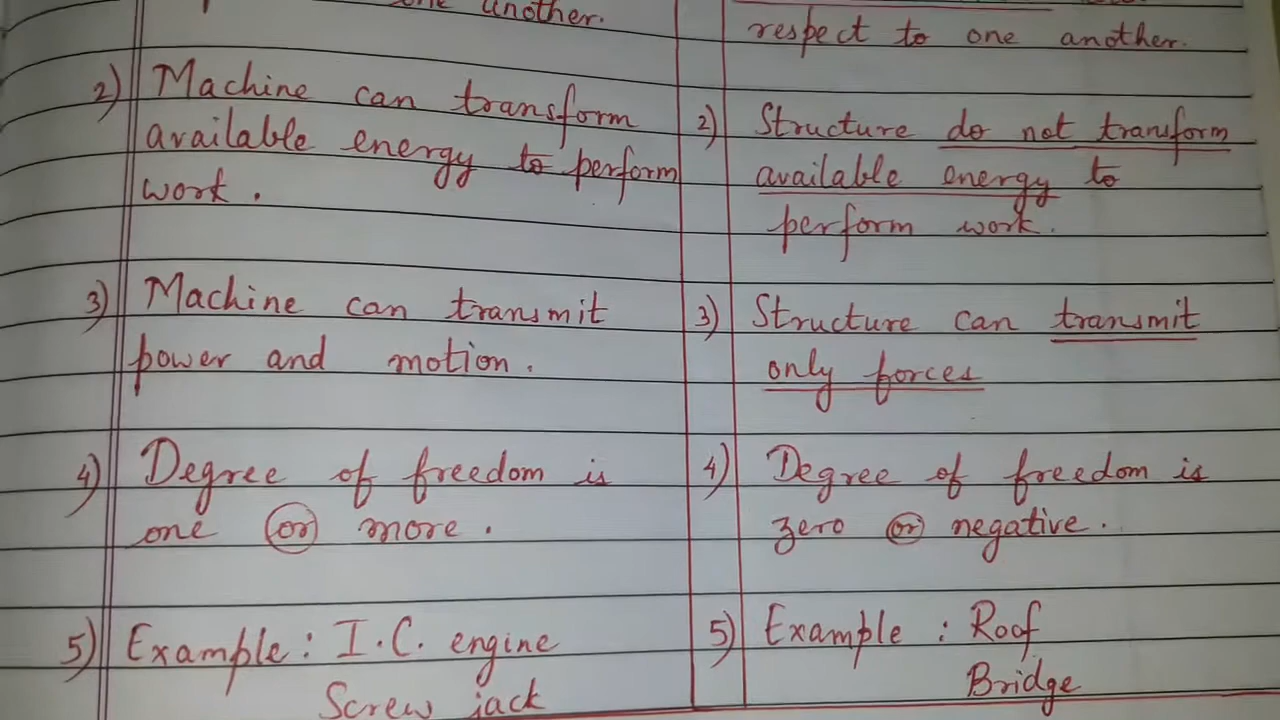 one another.
2) Machine can transform
available energy to perform
work.
3) Machine can transmit
power and motion.
4) Degree of freedom is
one or more.
5) Example: I.C. engine
Screw jack
respect to one another.
2) Structure do not transform
available energy to
perform work.
3) Structure can transmit
only forces
4) Degree of freedom is
zero or negative.
5) Example : Roof
Bridge